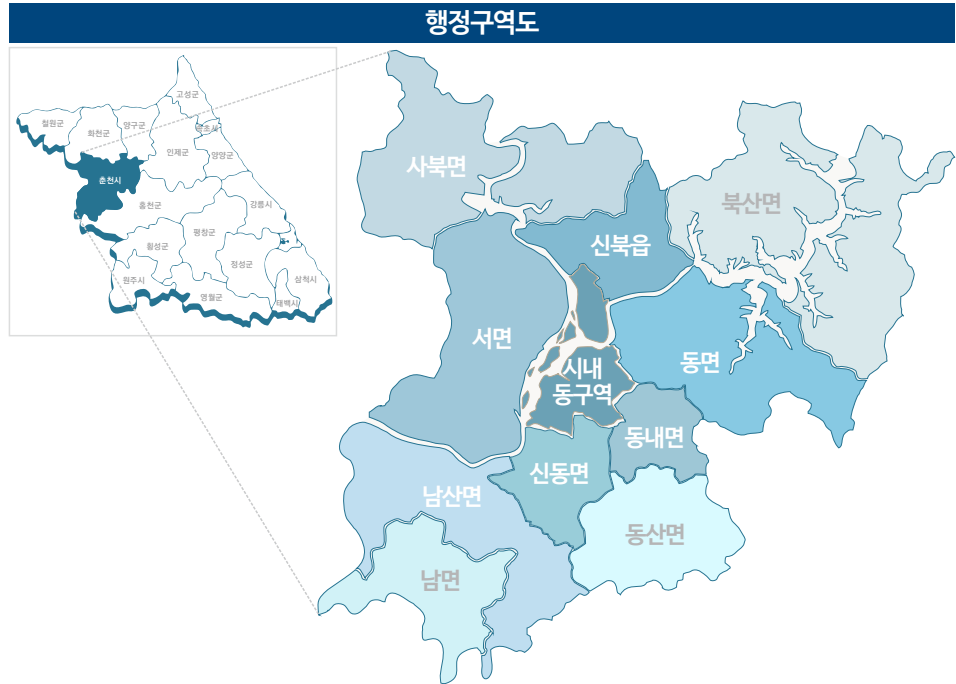 행정구역도
고성군
철원군
화천군
양구군
속초시
인제군
양양군
춘천시
홍천군
강릉시
평창군
횡성군
정성군
원주시
삼척시
영월군
태백시
사북면
북산면
신북읍
서면
시내
동구역
동면
동내면
신동면
남산면
동산면
남면